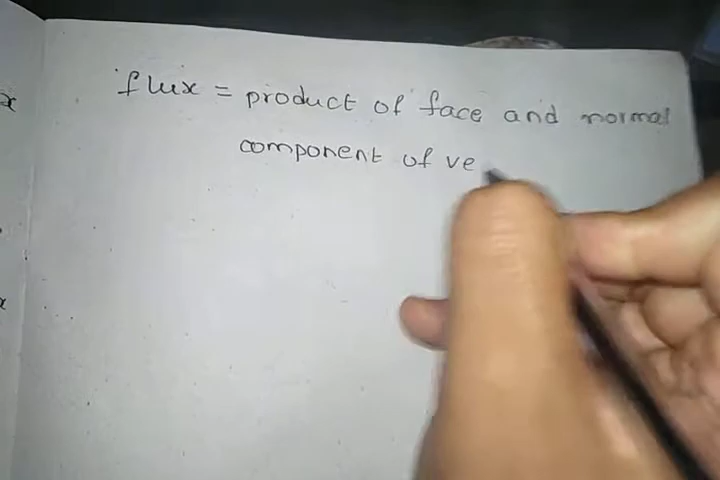 flux = product of face and normal
component of ve